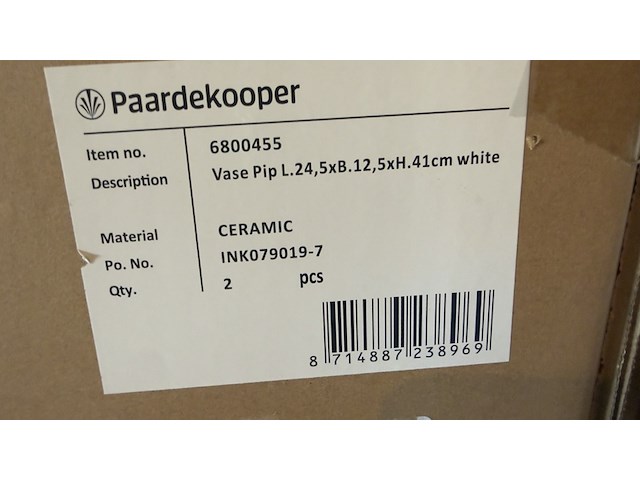 Paardekooper
Item no. 6800455
Description Vase Pip L.24,5xB.12,5xH.41cm white
Material CERAMIC
Po. No. INK079019-7
Qty. 2 pcs
8 714887 238969